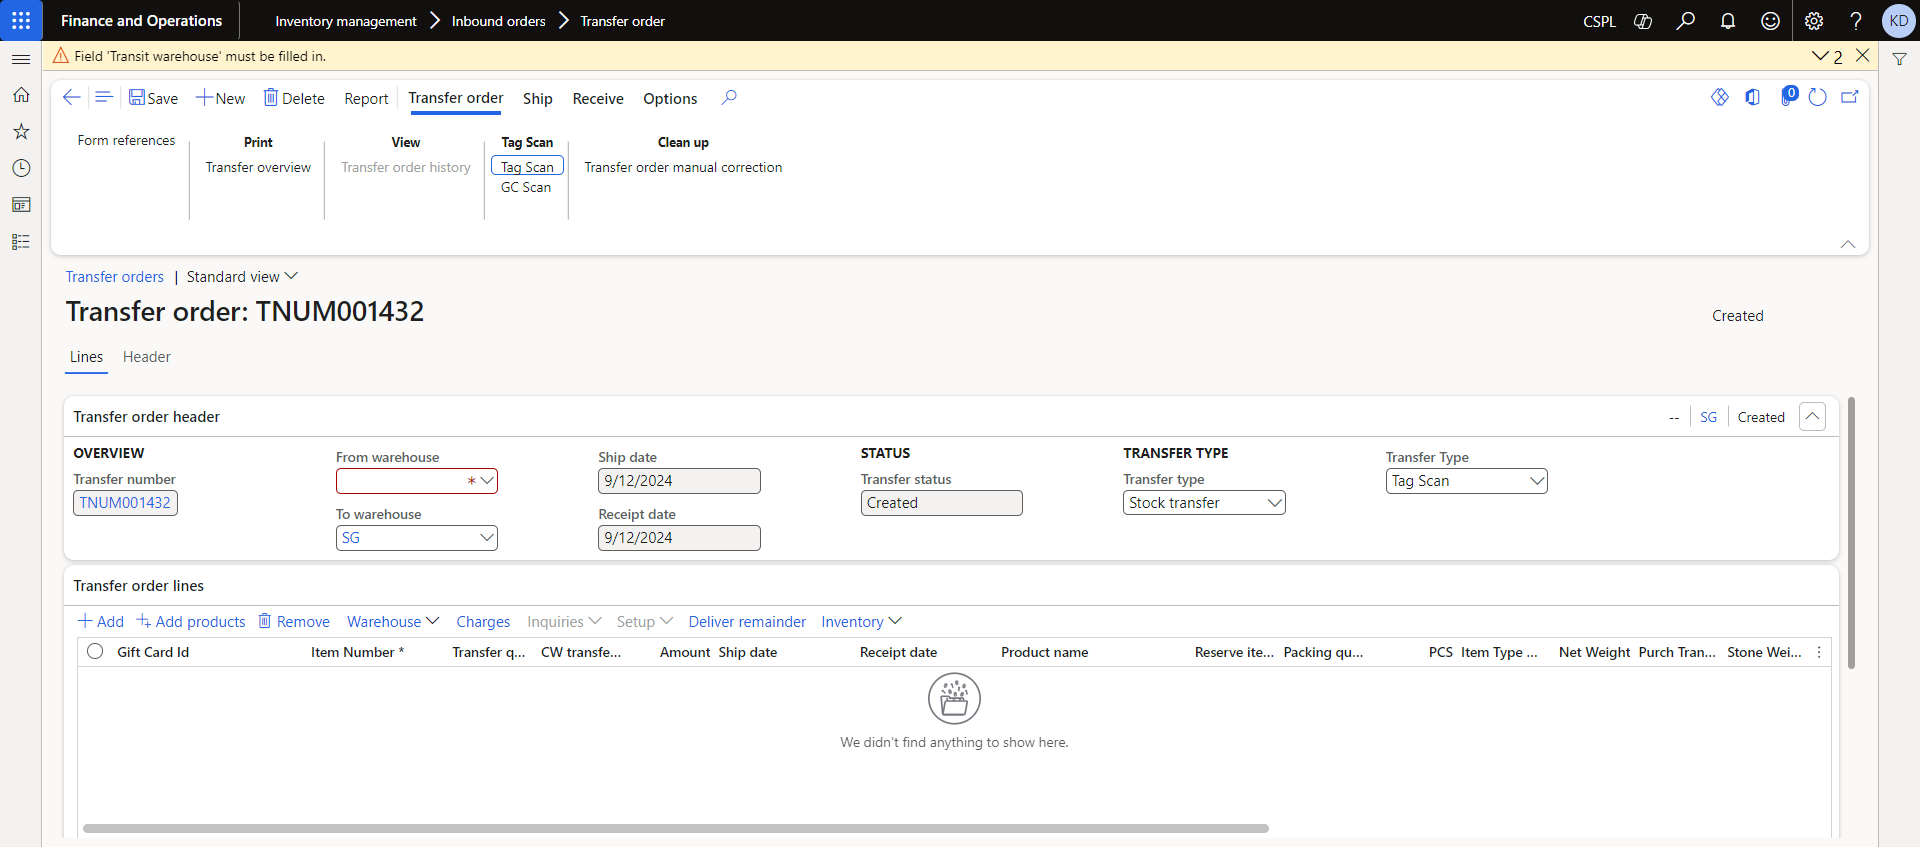 Finance and Operations
Inventory management > Inbound orders > Transfer order
CSPL
KD
Field 'Transit warehouse' must be filled in.
2
Save New Delete Report Transfer order Ship Receive Options
0
Form references
Print
Transfer overview
View
Transfer order history
Tag Scan
Tag Scan
GC Scan
Clean up
Transfer order manual correction
Transfer orders | Standard view
Transfer order: TNUM001432
Created
Lines Header
Transfer order header
-- SG Created
OVERVIEW
Transfer number
TNUM001432
From warehouse
*
To warehouse
SG
Ship date
9/12/2024
Receipt date
9/12/2024
STATUS
Transfer status
Created
TRANSFER TYPE
Transfer type
Stock transfer
Transfer Type
Tag Scan
Transfer order lines
Add Add products Remove Warehouse Charges Inquiries Setup Deliver remainder Inventory
Gift Card Id Item Number * Transfer q... CW transfe... Amount Ship date Receipt date Product name Reserve ite... Packing qu... PCS Item Type ... Net Weight Purch Tran... Stone Wei...
We didn't find anything to show here.